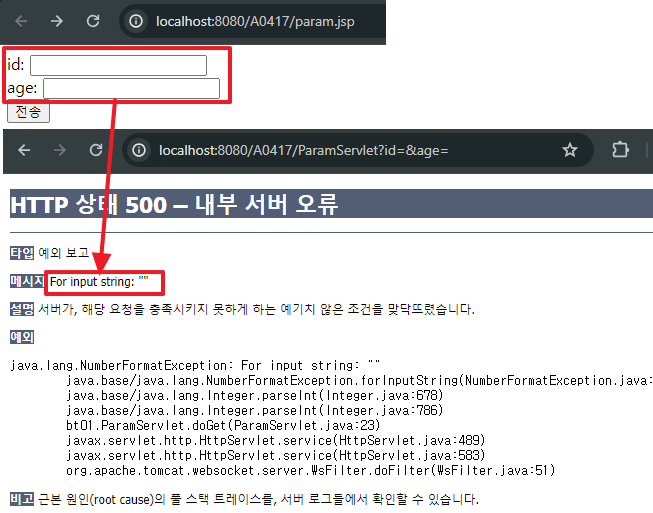 localhost:8080/A0417/param.jsp
id:
age:
전송
localhost:8080/A0417/ParamServlet?id=&age=
HTTP 상태 500 – 내부 서버 오류
타입 예외 보고
메시지 For input string: ""
설명 서버가, 해당 요청을 충족시키지 못하게 하는 예기치 않은 조건을 맞닥뜨렸습니다.
예외
java.lang.NumberFormatException: For input string: ""
java.base/java.lang.NumberFormatException.forInputString(NumberFormatException.java:
java.base/java.lang.Integer.parseInt(Integer.java:678)
java.base/java.lang.Integer.parseInt(Integer.java:786)
bt01.ParamServlet.doGet(ParamServlet.java:23)
javax.servlet.http.HttpServlet.service(HttpServlet.java:489)
javax.servlet.http.HttpServlet.service(HttpServlet.java:583)
org.apache.tomcat.websocket.server.WsFilter.doFilter(WsFilter.java:51)
비고 근본 원인(root cause)의 풀 스택 트레이스를, 서버 로그들에서 확인할 수 있습니다.